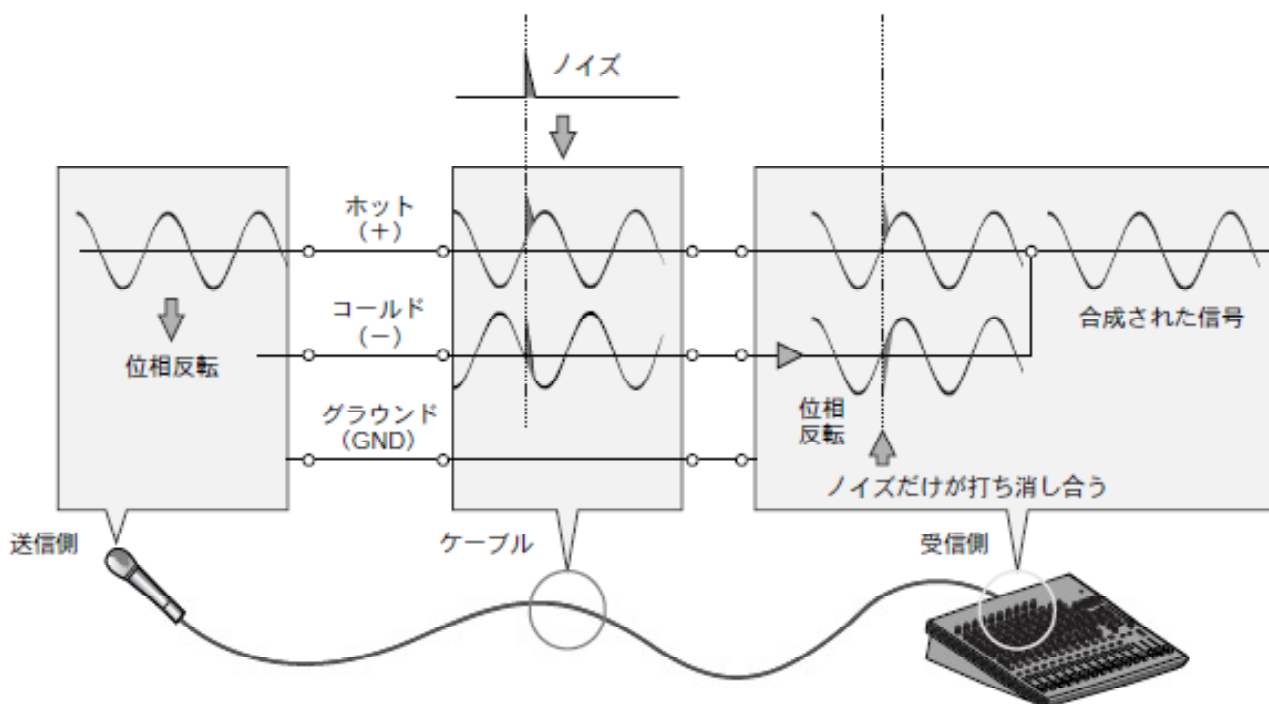 ノイズ
ホット
（＋）
コールド
（−）
位相反転
グラウンド
（GND）
合成された信号
位相
反転
ノイズだけが打ち消し合う
送信側
ケーブル
受信側